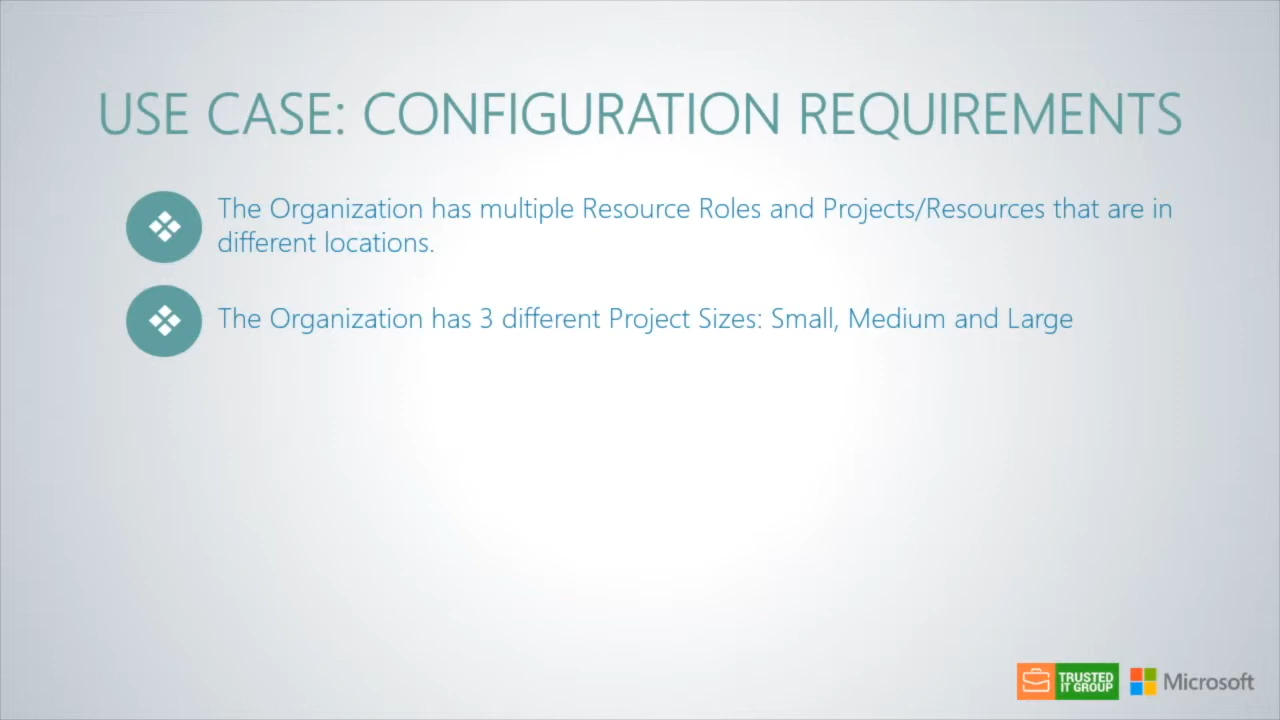 USE CASE: CONFIGURATION REQUIREMENTS
The Organization has multiple Resource Roles and Projects/Resources that are in
different locations.
The Organization has 3 different Project Sizes: Small, Medium and Large
TRUSTED
IT GROUP
Microsoft